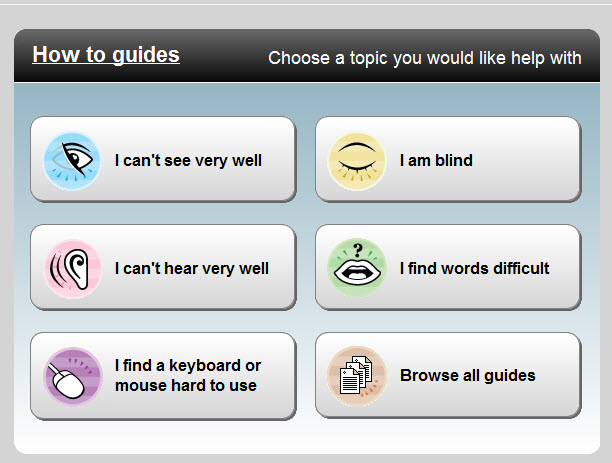 How to guides
Choose a topic you would like help with
I can't see very well
I am blind
I can't hear very well
?
I find words difficult
I find a keyboard or
mouse hard to use
Browse all guides